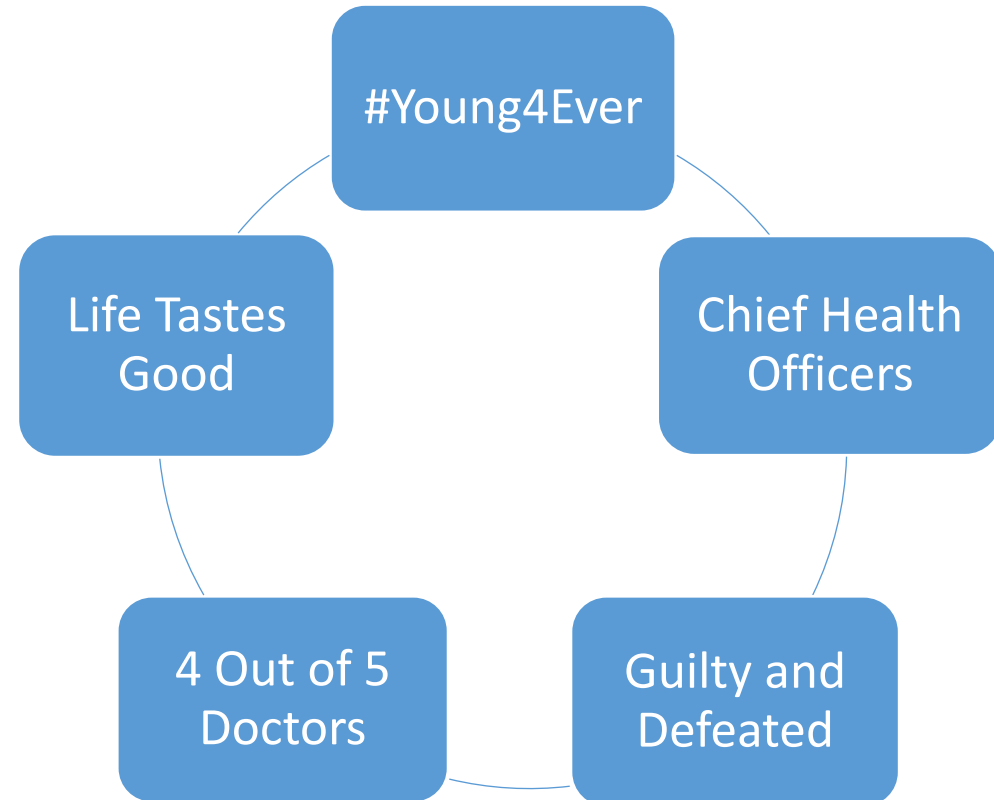 #Young4Ever
Chief Health
Officers
Guilty and
Defeated
4 Out of 5
Doctors
Life Tastes
Good